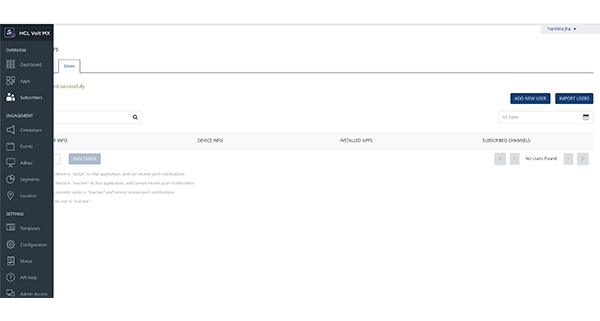 HCL Volt MX
harshita jha
OVERVIEW
Dashboard
Apps
Subscribers
ENGAGEMENT
Campaigns
Events
Adhoc
Segments
Location
SETTINGS
Templates
Configuration
Status
API Help
Admin Access
rs
Users
successfully
ADD NEW USER
IMPORT USERS
All Dates
INFO
DEVICE INFO
INSTALLED APPS
SUBSCRIBED CHANNELS
No Users Found
device is "active" to that application, and can receive push notifications.
device is "inactive" to that application, and cannot receive push notifications.
provider status is "inactive" and cannot receive push notifications.
user is "inactive".